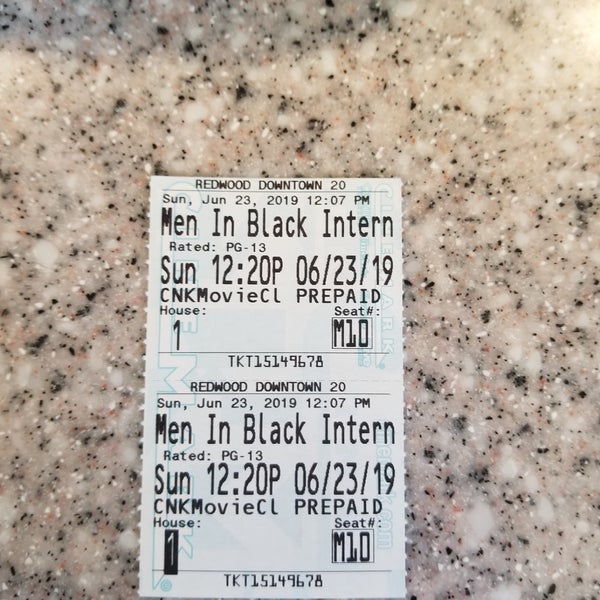 REDWOOD DOWNTOWN 20
Sun, Jun 23, 2019 12:07 PM
Men In Black Intern
Rated: PG-13
Sun 12:20P 06/23/19
CNKMovieCl PREPAID
House: Seat#:
1 M10
TKT15149678
REDWOOD DOWNTOWN 20
Sun, Jun 23, 2019 12:07 PM
Men In Black Intern
Rated: PG-13
Sun 12:20P 06/23/19
CNKMovieCl PREPAID
House: Seat#:
1 M10
TKT15149678